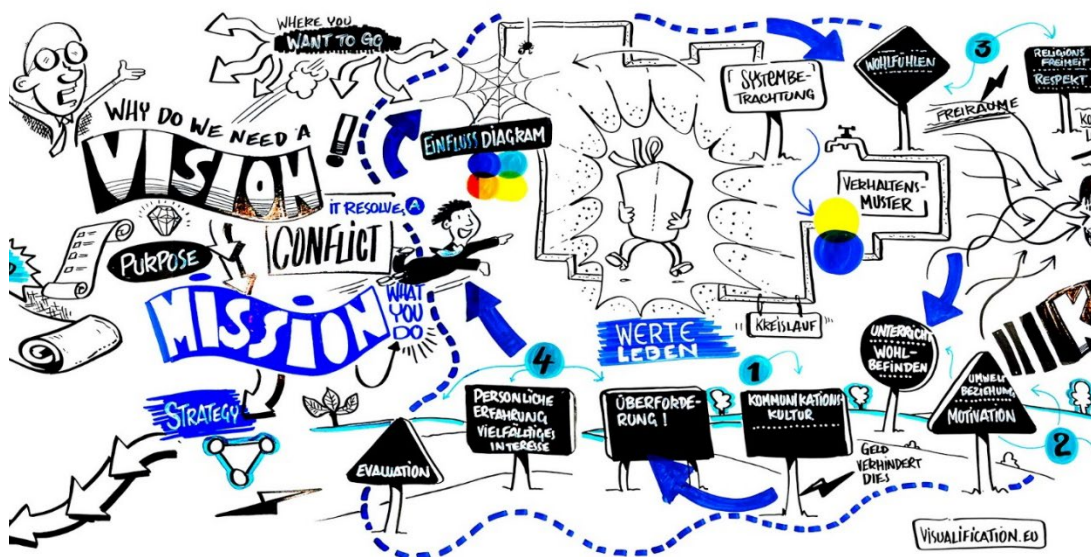 WHERE YOU
WANT TO GO
WHY DO WE NEED A
VISION
!
IT RESOLVE, A
CONFLICT
PURPOSE
MISSION
WHAT
YOU
DO
STRATEGY
EINFLUSS DIAGRAM
SYSTEMBE-
TRACHTUNG
WOHLFÜHLEN
3
RELIGIONS
FREIHEIT
RESPEKT
FREIRÄUME
VERHALTENS-
MUSTER
KREISLAUF
WERTE
LEBEN
UNTERRICHT
WOHL-
BEFINDEN
UMWELT
BEZIEHUNG
MOTIVATION
2
1
KOMMUNIKATIONS
KULTUR
GELD
VERHINDERT
DIES
ÜBERFORDE-
RUNG!
4
PERSÖNLICHE
ERFAHRUNG
VIELFÄLTIGES
INTERESSE
EVALUATION
VISUALIFICATION.EU